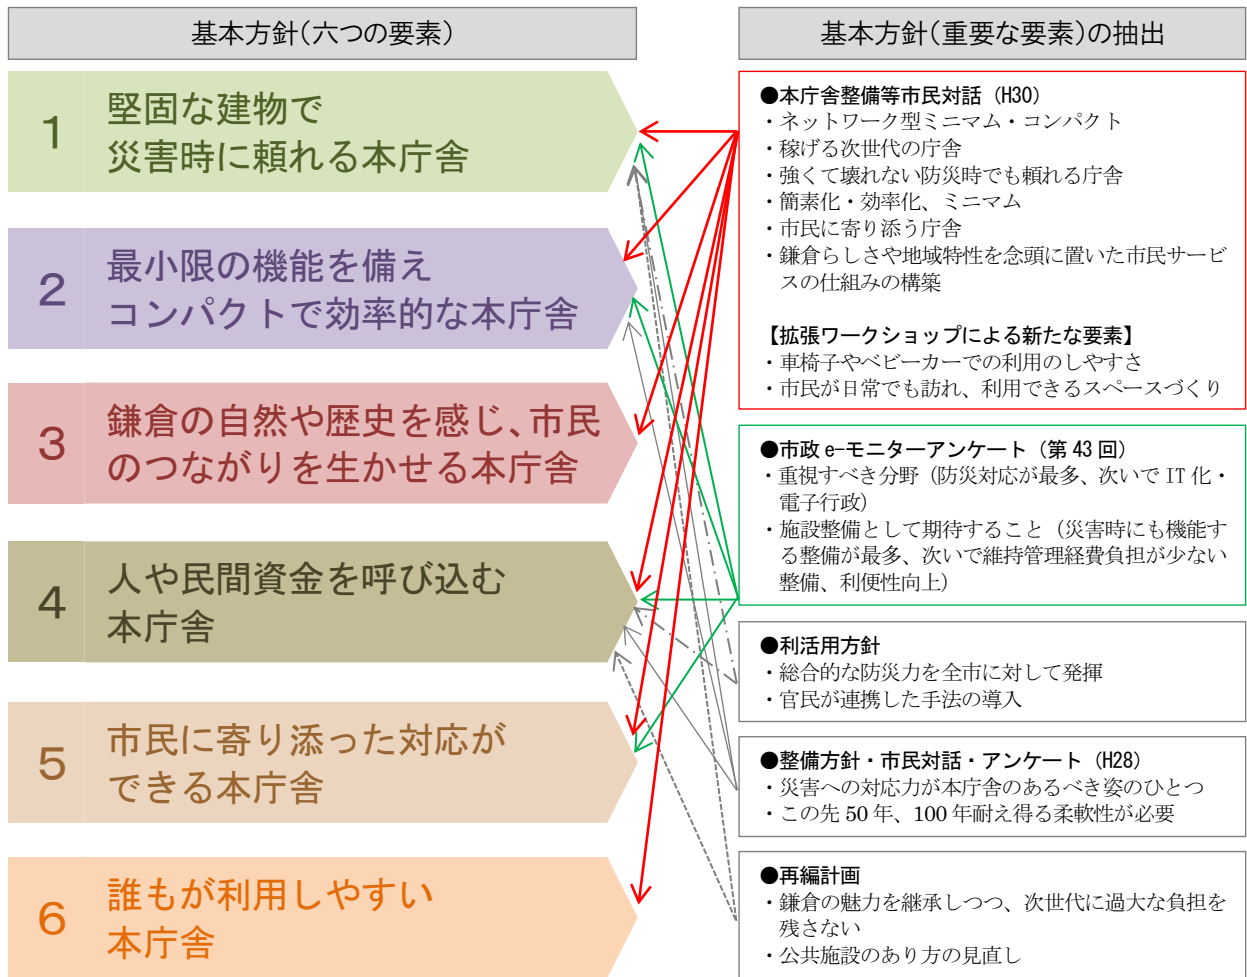 基本方針（六つの要素）
1
堅固な建物で
災害時に頼れる本庁舎
2
最小限の機能を備え
コンパクトで効率的な本庁舎
3
鎌倉の自然や歴史を感じ、市民
のつながりを生かせる本庁舎
4
人や民間資金を呼び込む
本庁舎
5
市民に寄り添った対応が
できる本庁舎
6
誰もが利用しやすい
本庁舎
基本方針（重要な要素）の抽出
●本庁舎整備等市民対話（H30）
・ネットワーク型ミニマム・コンパクト
・稼げる次世代の庁舎
・強くて壊れない防災時でも頼れる庁舎
・簡素化・効率化、ミニマム
・市民に寄り添う庁舎
・鎌倉らしさや地域特性を念頭に置いた市民サービ
スの仕組みの構築
【拡張ワークショップによる新たな要素】
・車椅子やベビーカーでの利用のしやすさ
・市民が日常でも訪れ、利用できるスペースづくり
●市政 e-モニターアンケート（第 43 回）
・重視すべき分野（防災対応が最多、次いで IT 化・
電子行政）
・施設整備として期待すること（災害時にも機能す
る整備が最多、次いで維持管理経費負担が少ない
整備、利便性向上）
●利活用方針
・総合的な防災力を全市に対して発揮
・官民が連携した手法の導入
●整備方針・市民対話・アンケート（H28）
・災害への対応力が本庁舎のあるべき姿のひとつ
・この先 50 年、100 年耐え得る柔軟性が必要
●再編計画
・鎌倉の魅力を継承しつつ、次世代に過大な負担を
残さない
・公共施設のあり方の見直し